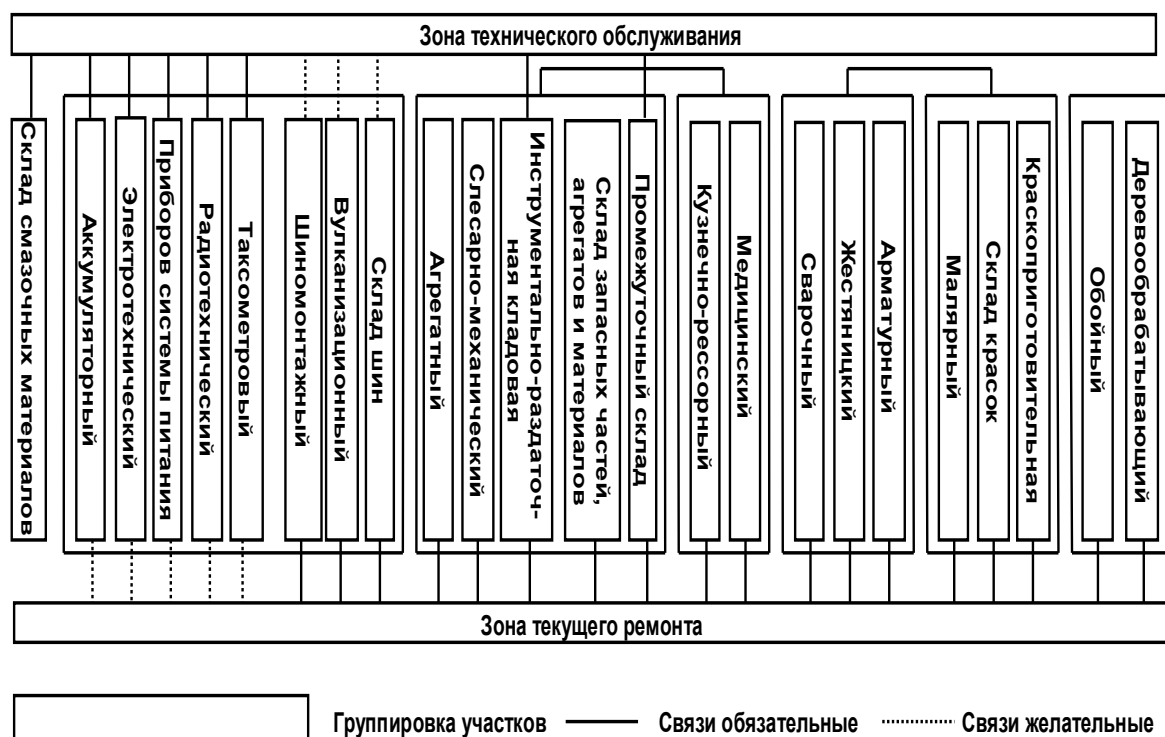 Зона технического обслуживания
Склад смазочных материалов
Аккумуляторный
Электротехнический
Приборов системы питания
Радиотехнический
Таксометровый
Шиномонтажный
Вулканизационный
Склад шин
Агрегатный
Слесарно-механический
Инструментально-раздаточ-
ная кладовая
Склад запасных частей,
агрегатов и материалов
Промежуточный склад
Кузнечно-рессорный
Медицинский
Сварочный
Жестяницкий
Арматурный
Малярный
Склад красок
Краскоприготовительная
Обойный
Деревообрабатывающий
Зона текущего ремонта
Группировка участков Связи обязательные Связи желательные